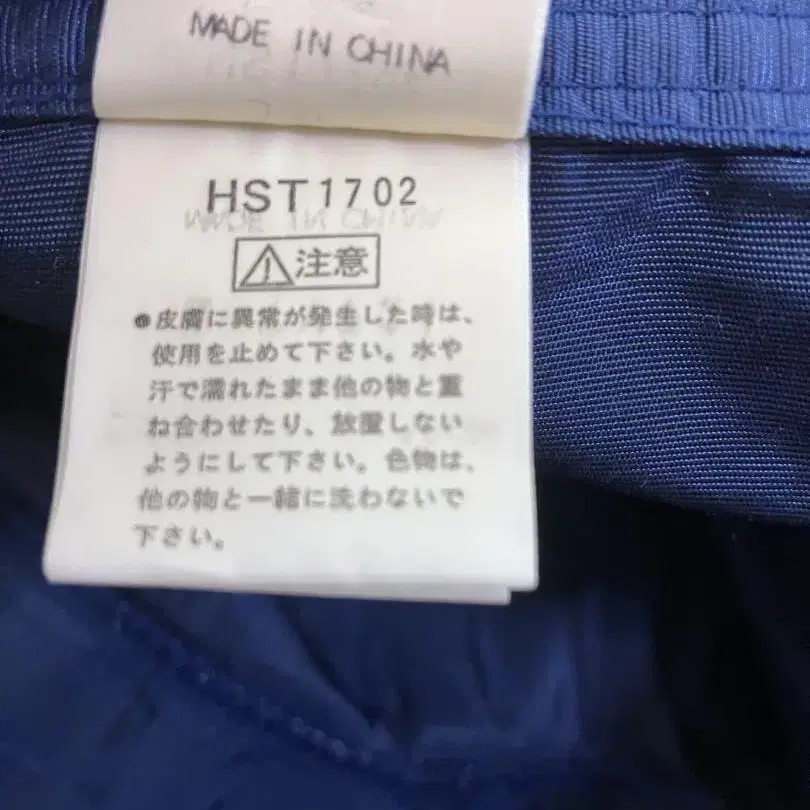 MADE IN CHINA
HST1702
⚠注意
●皮膚に異常が発生した時は、
使用を止めて下さい。水や
汗で濡れたまま他の物と重
ね合わせたり、放置しない
ようにして下さい。色物は、
他の物と一緒に洗わないで
下さい。